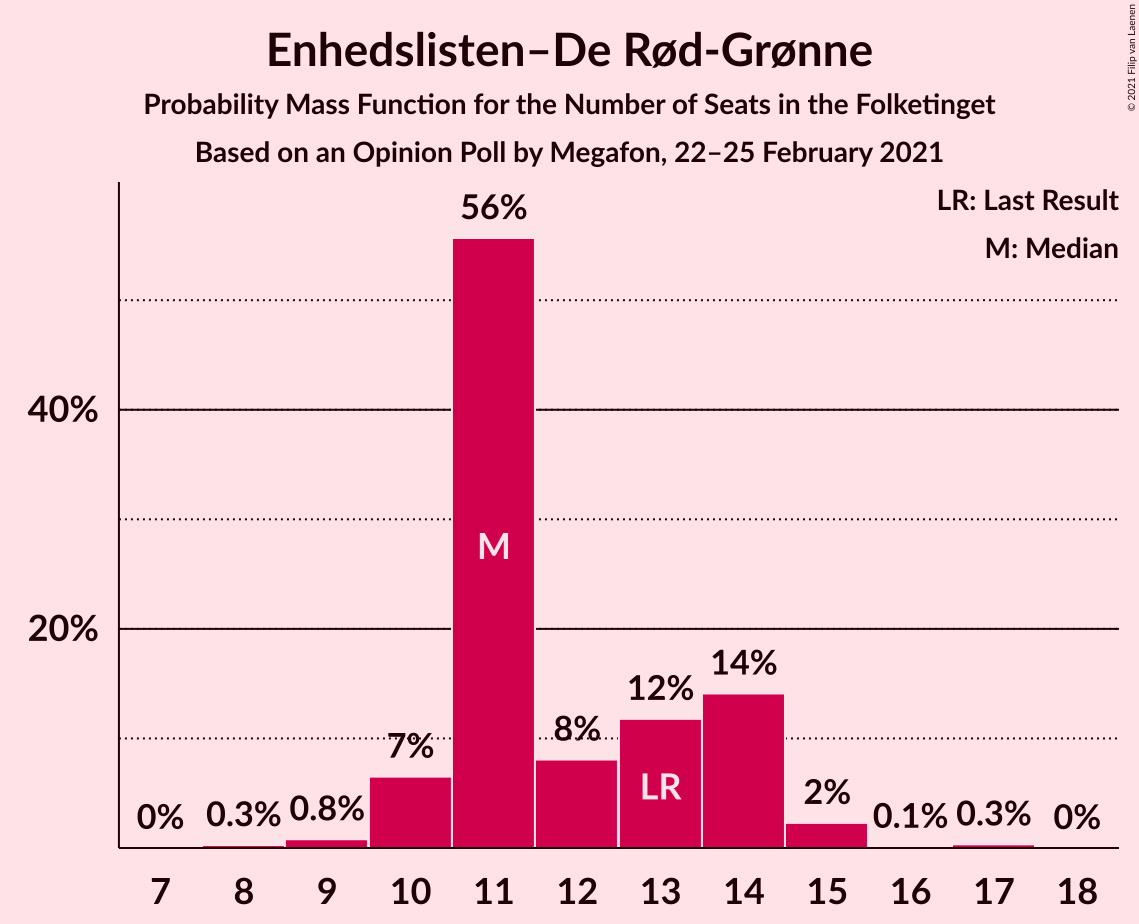 Enhedslisten–De Rød-Grønne
Probability Mass Function for the Number of Seats in the Folketinget
Based on an Opinion Poll by Megafon, 22–25 February 2021
© 2021 Filip van Laenen
LR: Last Result
M: Median
56%
40%
M
20%
14%
12%
8%
7%
LR
2%
0%
0.3%
0.8%
0.1%
0.3%
0%
7 8 9 10 11 12 13 14 15 16 17 18